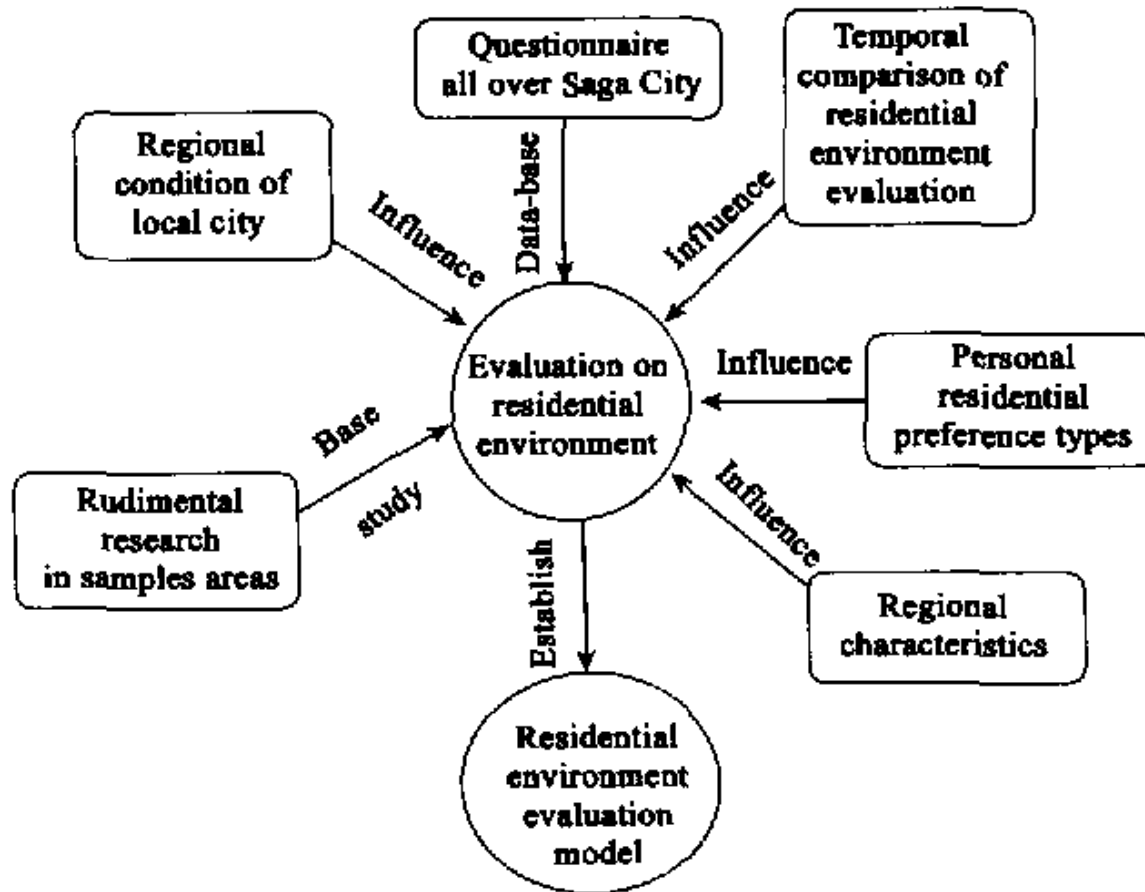 Questionnaire
all over Saga City
Temporal
comparison of
residential
environment
evaluation
Regional
condition of
local city
Influence
Data-base
Influence
Evaluation on
residential
environment
Influence
Personal
residential
preference types
Base
study
Rudimental
research
in samples areas
Influence
Regional
characteristics
Establish
Residential
environment
evaluation
model